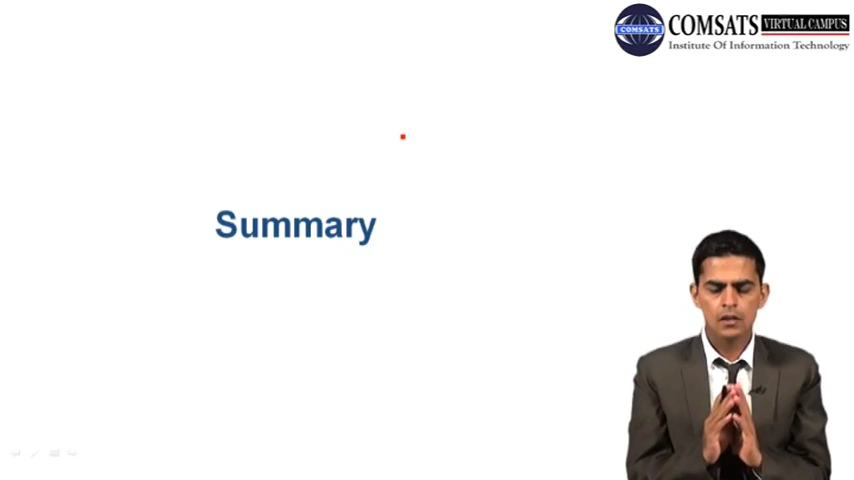 COMSATS VIRTUAL CAMPUS
Institute Of Information Technology
COMSATS
Summary